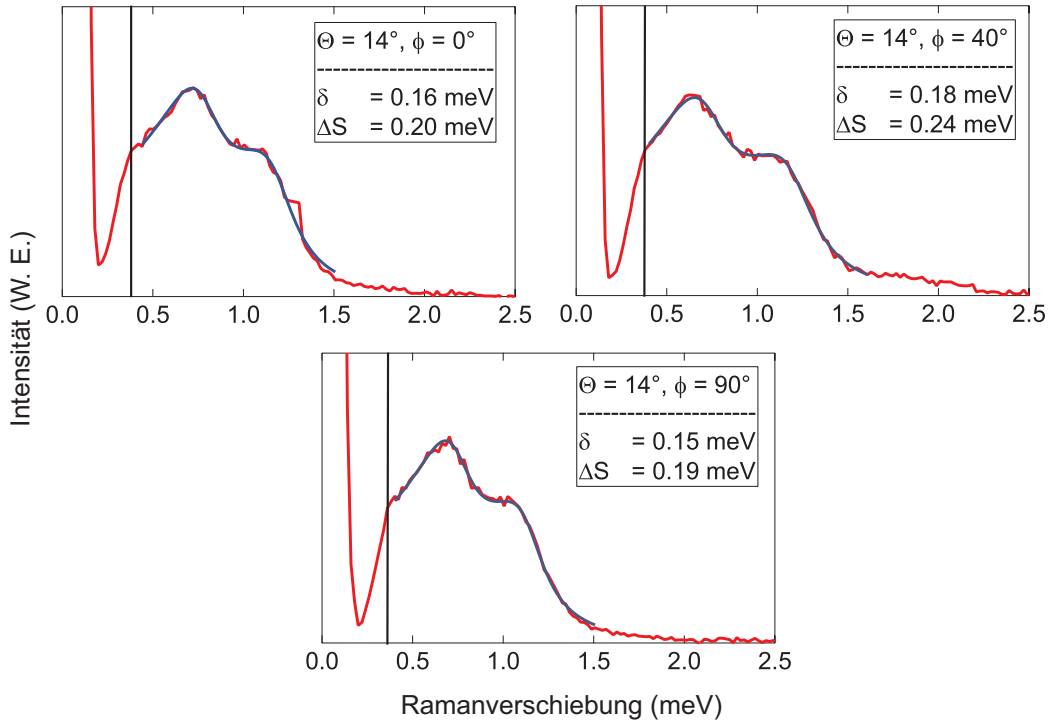 Θ = 14°, ϕ = 0°
--------------------------
δ = 0.16 meV
ΔS = 0.20 meV
0.0 0.5 1.0 1.5 2.0 2.5
Θ = 14°, ϕ = 40°
--------------------------
δ = 0.18 meV
ΔS = 0.24 meV
0.0 0.5 1.0 1.5 2.0 2.5
Intensität (W. E.)
Θ = 14°, ϕ = 90°
--------------------------
δ = 0.15 meV
ΔS = 0.19 meV
0.0 0.5 1.0 1.5 2.0 2.5
Ramanverschiebung (meV)